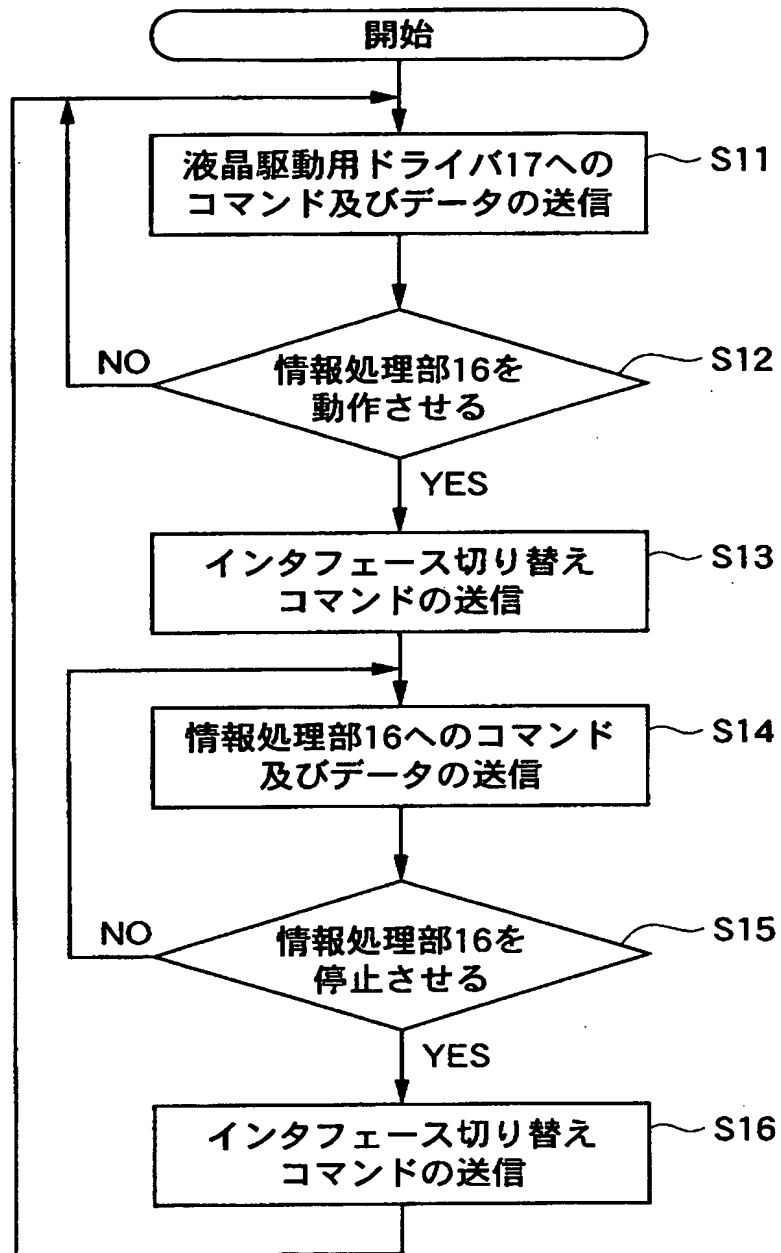 開始
液晶駆動用ドライバ17への
コマンド及びデータの送信
S11
情報処理部16を
動作させる
S12
NO
YES
インタフェース切り替え
コマンドの送信
S13
情報処理部16へのコマンド
及びデータの送信
S14
情報処理部16を
停止させる
S15
NO
YES
インタフェース切り替え
コマンドの送信
S16